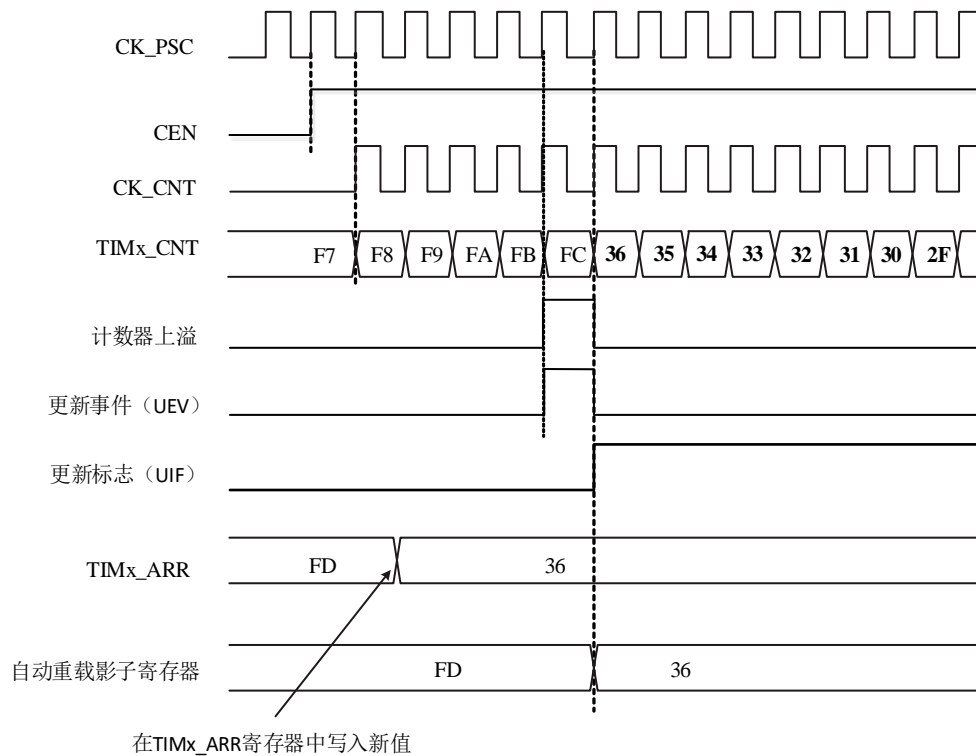 CK_PSC
CEN
CK_CNT
TIMx_CNT F7 F8 F9 FA FB FC 36 35 34 33 32 31 30 2F
计数器上溢
更新事件（UEV）
更新标志（UIF）
TIMx_ARR FD 36
自动重载影子寄存器 FD 36
在TIMx_ARR寄存器中写入新值